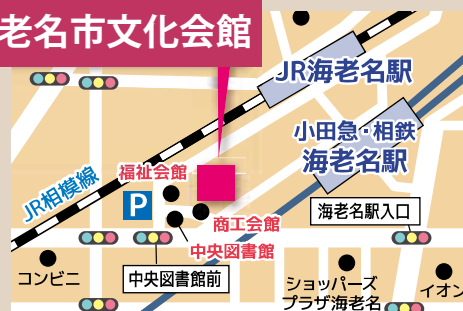 老名市文化会館
JR海老名駅
小田急・相鉄
海老名駅
福祉会館
JR相模線
P
商工会館
海老名駅入口
中央図書館
コンビニ
中央図書館前
ショッパーズ
プラザ海老名
イオン